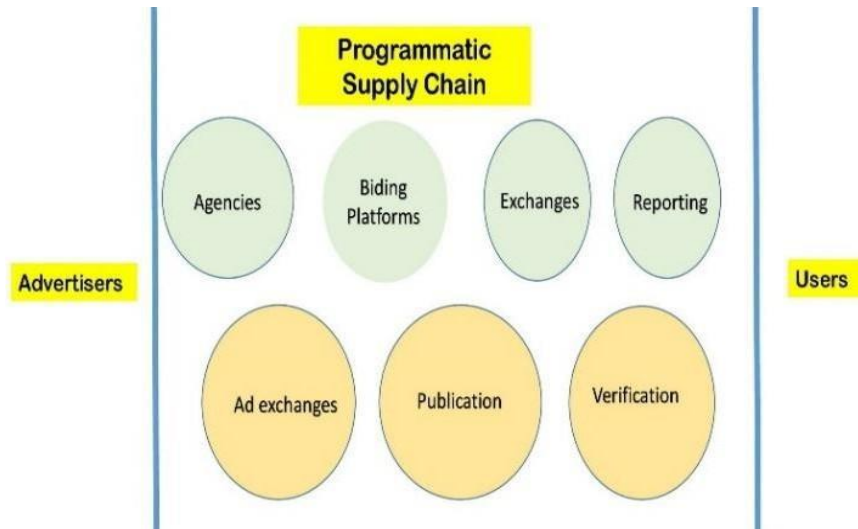 Programmatic
Supply Chain
Agencies
Biding
Platforms
Exchanges
Reporting
Advertisers
Users
Ad exchanges
Publication
Verification